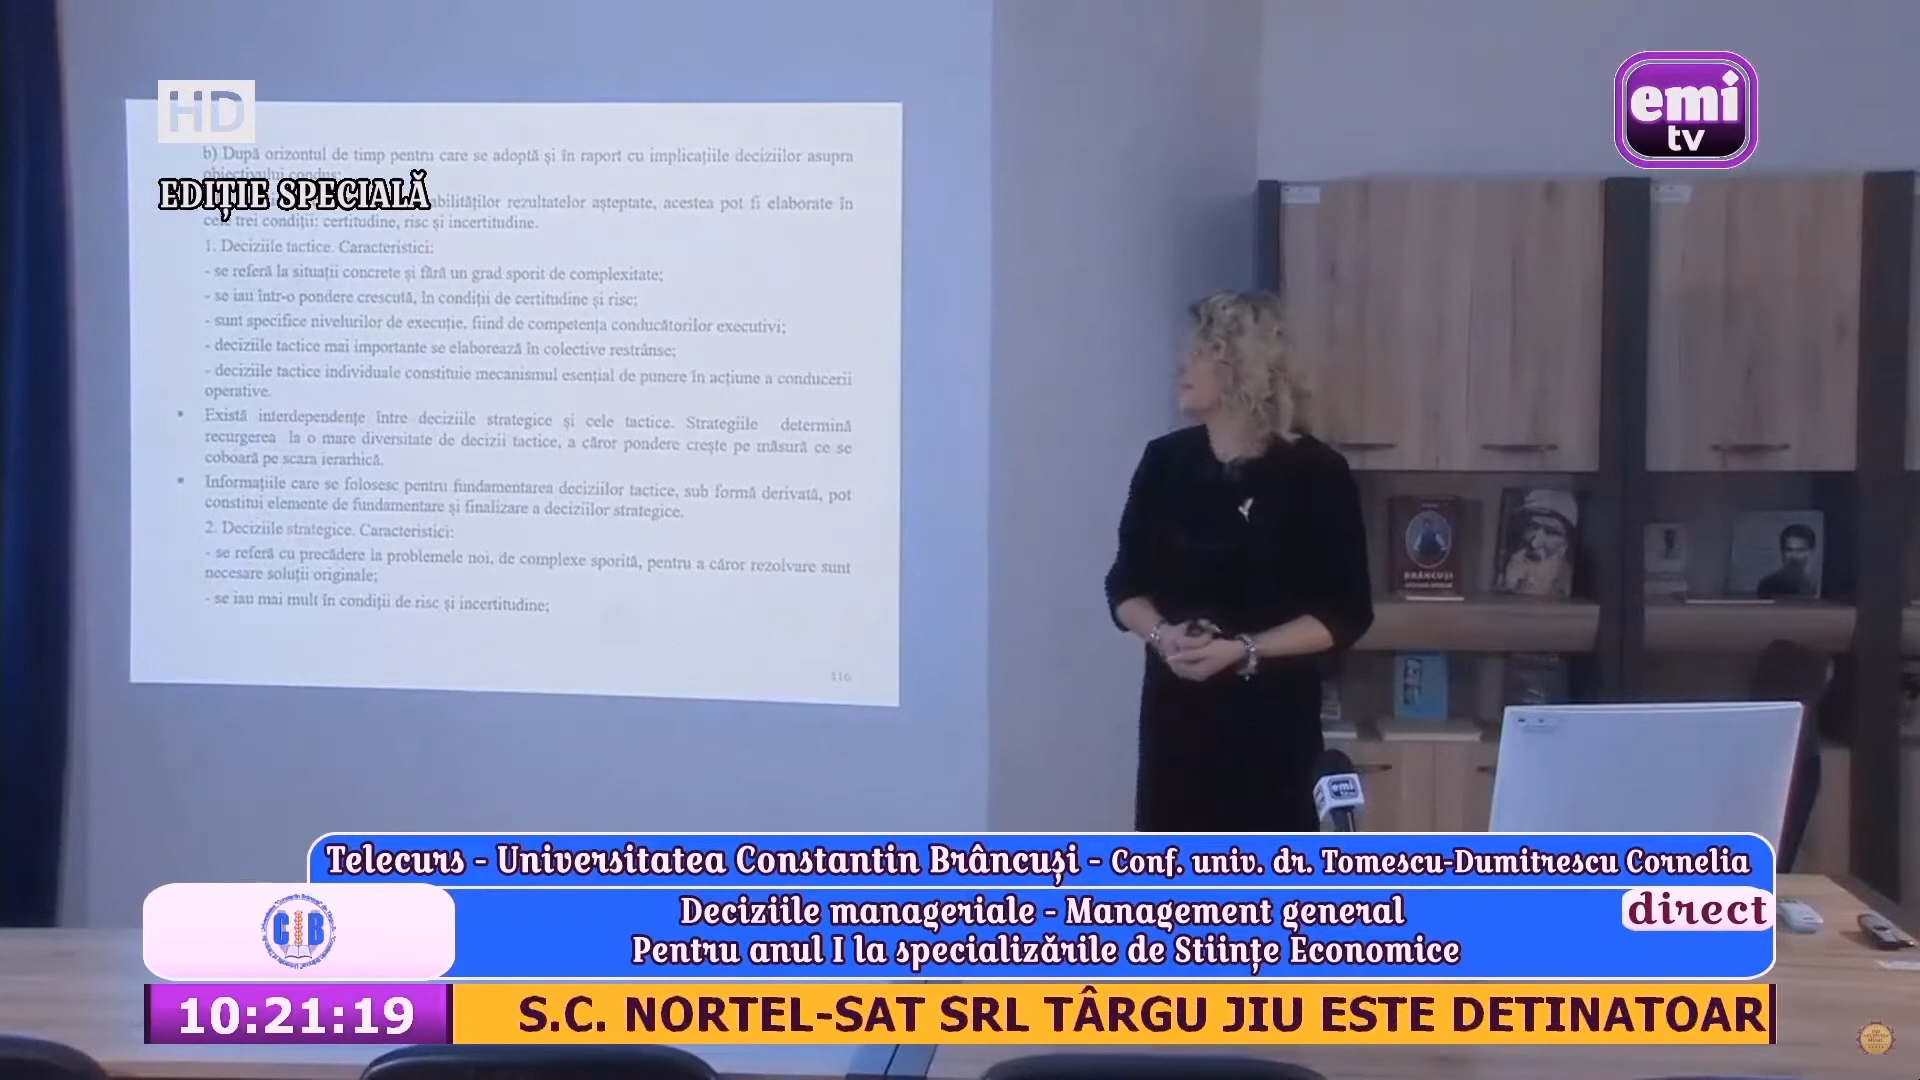 HD
emi
tv
EDIȚIE SPECIALĂ
b) După orizontul de timp pentru care se adoptă și în raport cu implicațiile deciziilor asupra
obiectivului condus:
rezultatelor așteptate, acestea pot fi elaborate în
cele trei condiții: certitudine, risc și incertitudine.
1. Deciziile tactice. Caracteristici:
- se referă la situații concrete și fără un grad sporit de complexitate;
- se iau într-o pondere crescută, în condiții de certitudine și risc;
- sunt specifice nivelurilor de execuție, fiind de competența conducătorilor executivi;
- deciziile tactice mai importante se elaborează în colective restrânse;
- deciziile tactice individuale constituie mecanismul esențial de punere în acțiune a conducerii
operative.
▪ Există interdependențe între deciziile strategice și cele tactice. Strategiile determină
recurgerea la o mare diversitate de decizii tactice, a căror pondere crește pe măsură ce se
coboară pe scara ierarhică.
▪ Informațiile care se folosesc pentru fundamentarea deciziilor tactice, sub formă derivată, pot
constitui elemente de fundamentare și finalizare a deciziilor strategice.
2. Deciziile strategice. Caracteristici:
- se referă cu precădere la problemele noi, de complexe sporită, pentru a căror rezolvare sunt
necesare soluții originale;
- se iau mai mult în condiții de risc și incertitudine;
116
BRÂNCUȘI
emi
Telecurs - Universitatea Constantin Brâncuși - Conf. univ. dr. Tomescu-Dumitrescu Cornelia
Deciziile manageriale - Management general
direct
Pentru anul I la specializările de Stiințe Economice
CB
10:21:19
S.C. NORTEL-SAT SRL TÂRGU JIU ESTE DETINATOAR